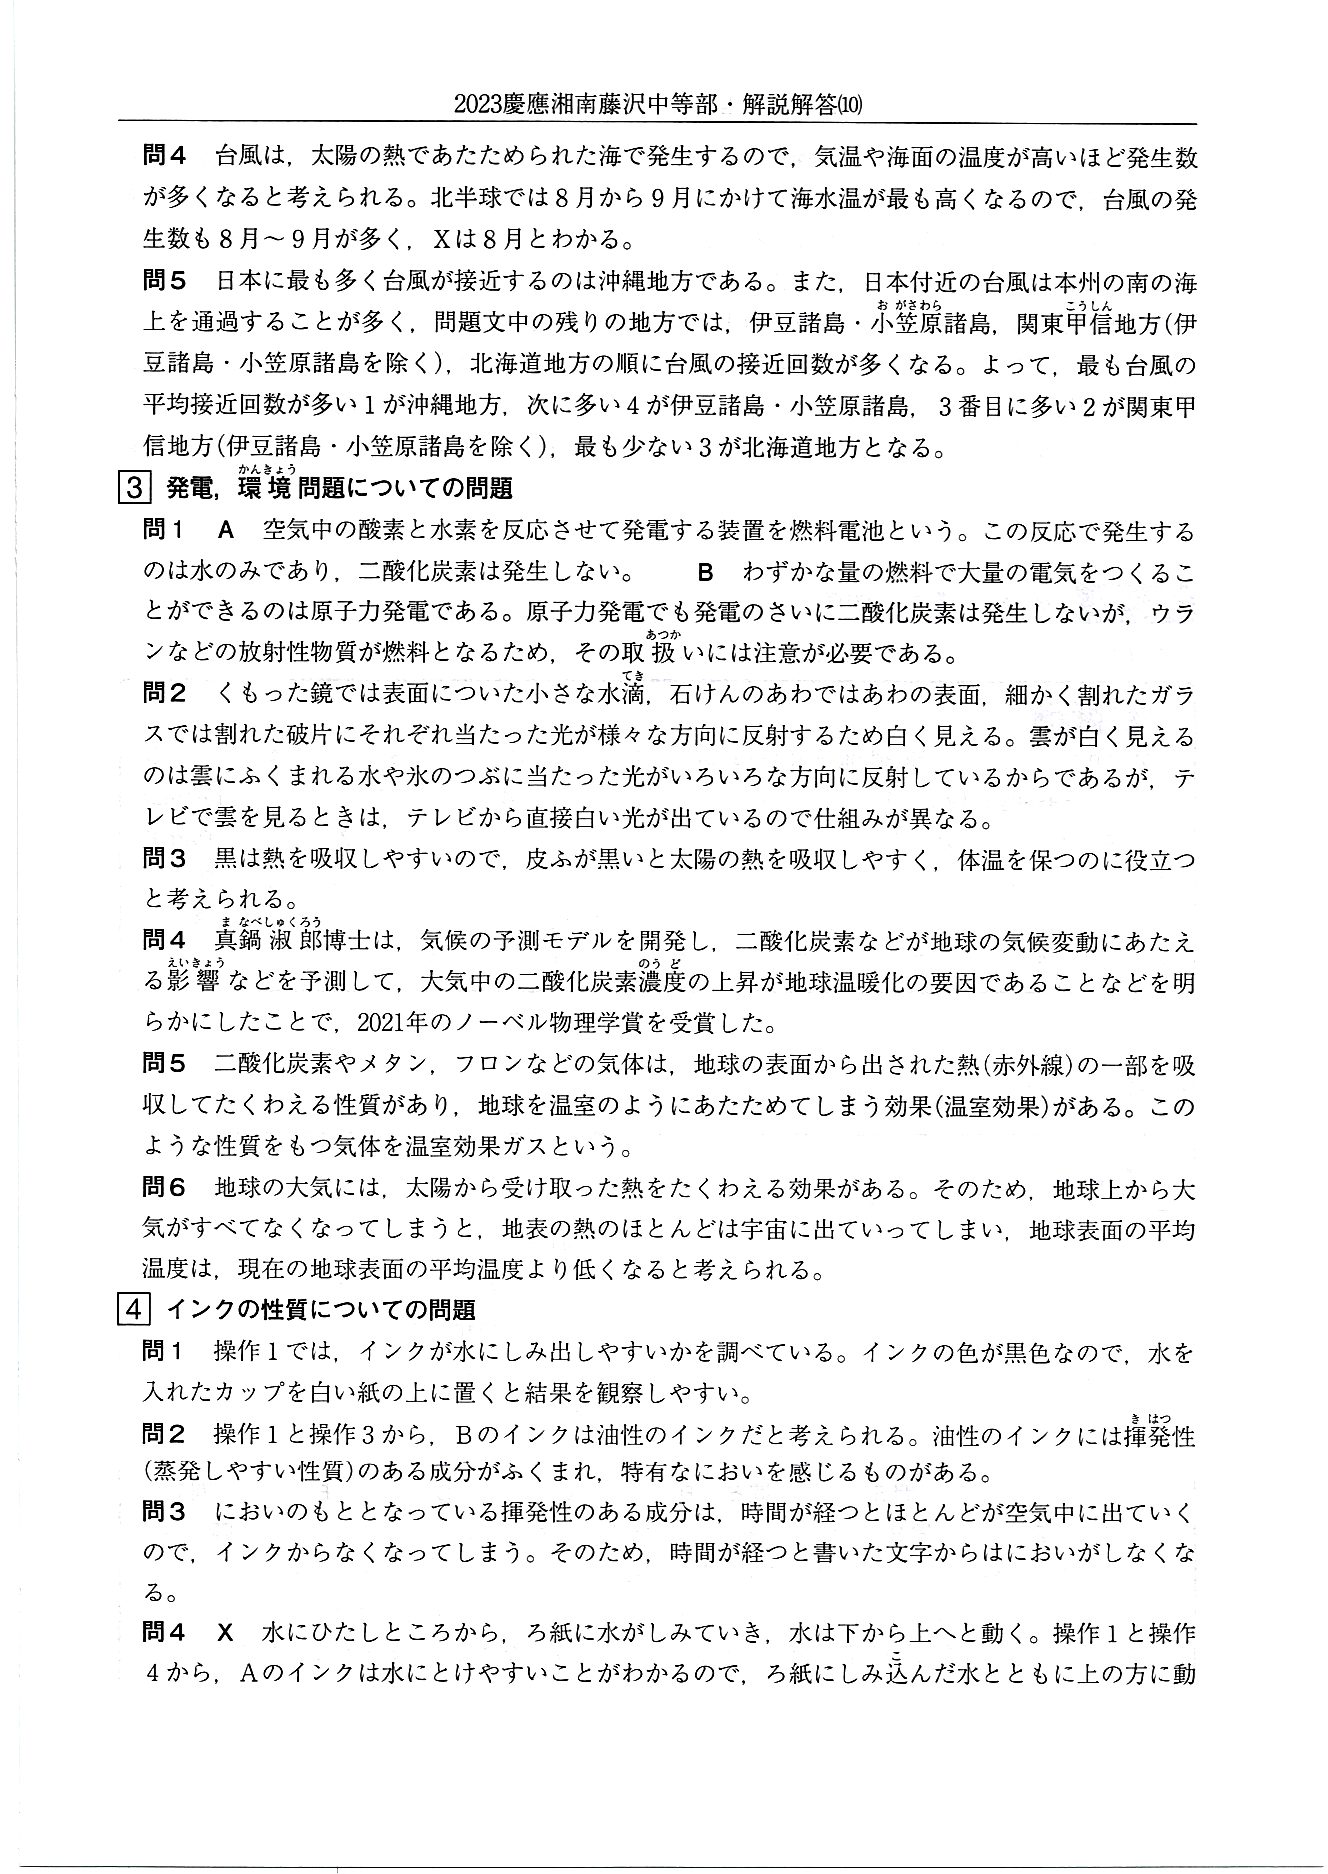 2023慶應湘南藤沢中等部・解説解答⑽
問4　台風は，太陽の熱であたためられた海で発生するので，気温や海面の温度が高いほど発生数
が多くなると考えられる。北半球では8月から9月にかけて海水温が最も高くなるので，台風の発
生数も8月～9月が多く，Xは8月とわかる。
問5　日本に最も多く台風が接近するのは沖縄地方である。また，日本付近の台風は本州の南の海
上を通過することが多く，問題文中の残りの地方では，伊豆諸島・小笠原諸島，関東甲信地方(伊
豆諸島・小笠原諸島を除く)，北海道地方の順に台風の接近回数が多くなる。よって，最も台風の
平均接近回数が多い1が沖縄地方，次に多い4が伊豆諸島・小笠原諸島，3番目に多い2が関東甲
信地方(伊豆諸島・小笠原諸島を除く)，最も少ない3が北海道地方となる。
3 発電，環境問題についての問題
問1　A　空気中の酸素と水素を反応させて発電する装置を燃料電池という。この反応で発生する
のは水のみであり，二酸化炭素は発生しない。　　B　わずかな量の燃料で大量の電気をつくるこ
とができるのは原子力発電である。原子力発電でも発電のさいに二酸化炭素は発生しないが，ウラ
ンなどの放射性物質が燃料となるため，その取扱いには注意が必要である。
問2　くもった鏡では表面についた小さな水滴，石けんのあわではあわの表面，細かく割れたガラ
スでは割れた破片にそれぞれ当たった光が様々な方向に反射するため白く見える。雲が白く見える
のは雲にふくまれる水や氷のつぶに当たった光がいろいろな方向に反射しているからであるが，テ
レビで雲を見るときは，テレビから直接白い光が出ているので仕組みが異なる。
問3　黒は熱を吸収しやすいので，皮ふが黒いと太陽の熱を吸収しやすく，体温を保つのに役立つ
と考えられる。
問4　真鍋淑郎博士は，気候の予測モデルを開発し，二酸化炭素などが地球の気候変動にあたえ
る影響などを予測して，大気中の二酸化炭素濃度の上昇が地球温暖化の要因であることなどを明
らかにしたことで，2021年のノーベル物理学賞を受賞した。
問5　二酸化炭素やメタン，フロンなどの気体は，地球の表面から出された熱(赤外線)の一部を吸
収してたくわえる性質があり，地球を温室のようにあたためてしまう効果(温室効果)がある。この
ような性質をもつ気体を温室効果ガスという。
問6　地球の大気には，太陽から受け取った熱をたくわえる効果がある。そのため，地球上から大
気がすべてなくなってしまうと，地表の熱のほとんどは宇宙に出ていってしまい，地球表面の平均
温度は，現在の地球表面の平均温度より低くなると考えられる。
4 インクの性質についての問題
問1　操作1では，インクが水にしみ出しやすいかを調べている。インクの色が黒色なので，水を
入れたカップを白い紙の上に置くと結果を観察しやすい。
問2　操作1と操作3から，Bのインクは油性のインクだと考えられる。油性のインクには揮発性
(蒸発しやすい性質)のある成分がふくまれ，特有なにおいを感じるものがある。
問3　においのもととなっている揮発性のある成分は，時間が経つとほとんどが空気中に出ていく
ので，インクからなくなってしまう。そのため，時間が経つと書いた文字からはにおいがしなくな
る。
問4　X　水にひたしところから，ろ紙に水がしみていき，水は下から上へと動く。操作1と操作
4から，Aのインクは水にとけやすいことがわかるので，ろ紙にしみ込んだ水とともに上の方に動